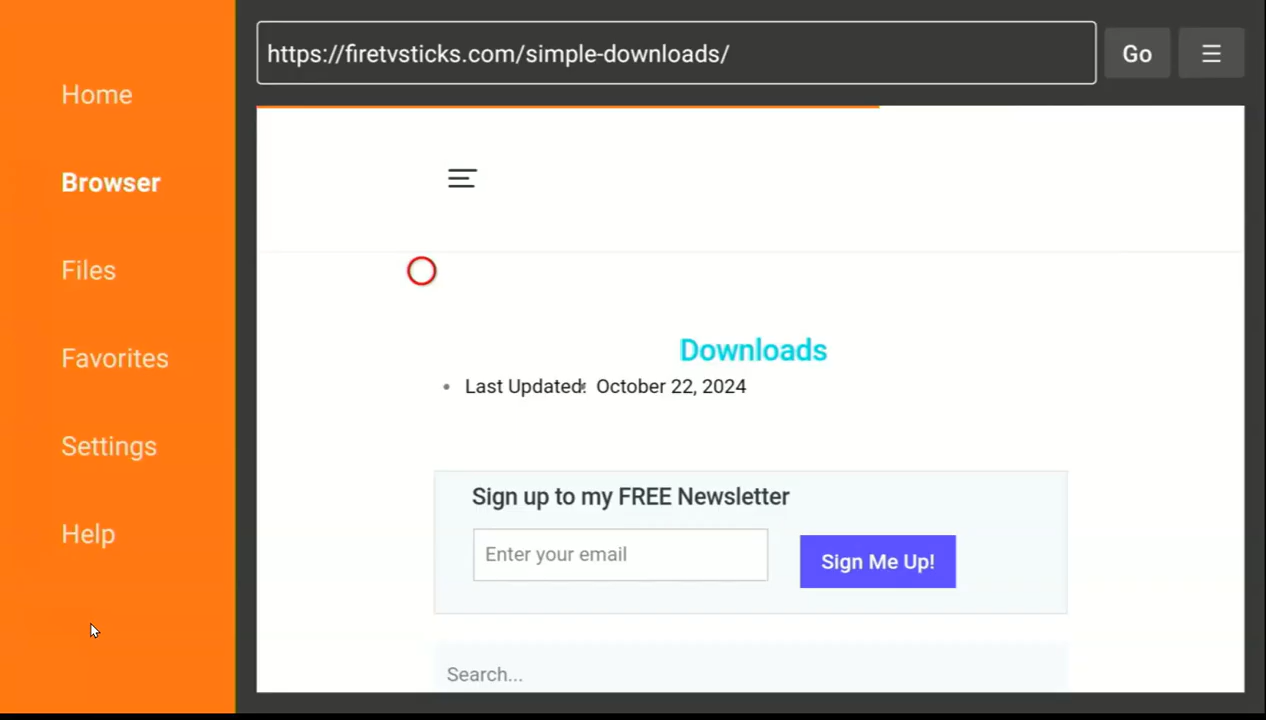 https://firetvsticks.com/simple-downloads/
Go
Home
Browser
Files
Favorites
Settings
Help
Downloads
Last Updated: October 22, 2024
Sign up to my FREE Newsletter
Enter your email
Sign Me Up!
Search...